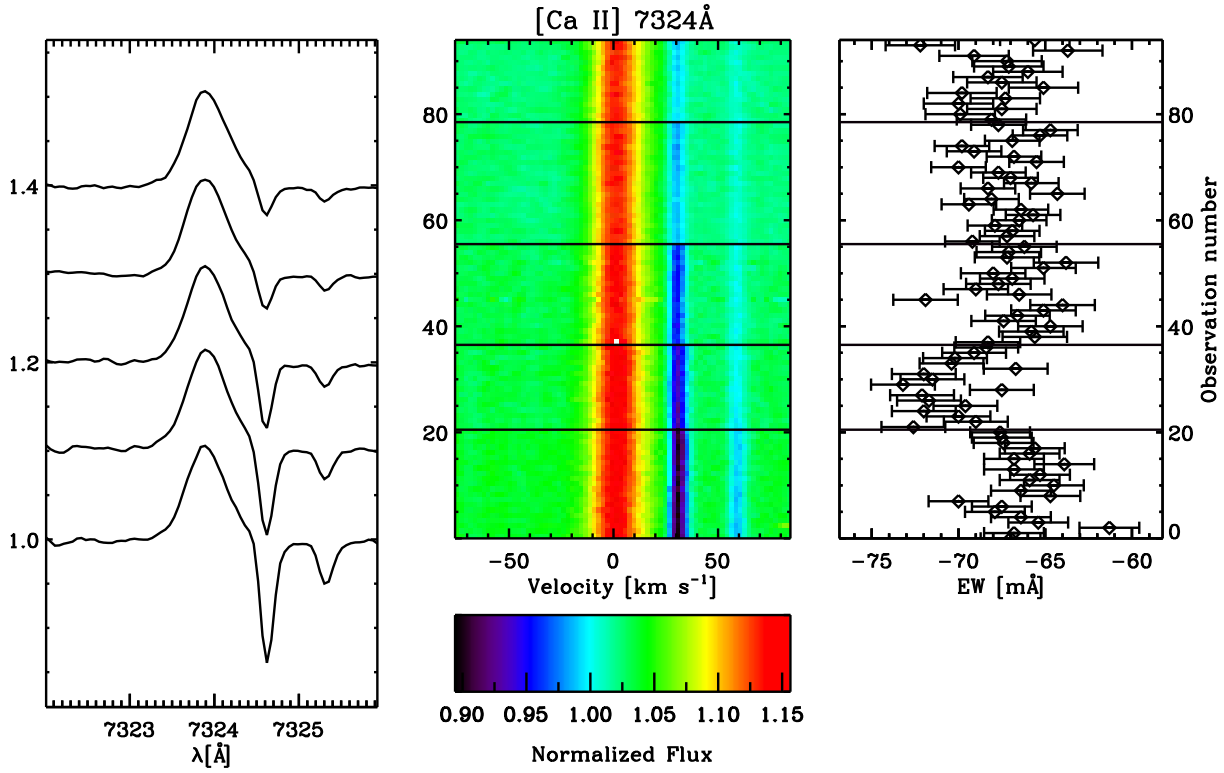 [Ca II] 7324Å
1.4
1.2
1.0
7323 7324 7325
λ[Å]
80
60
40
20
−50 0 50
Velocity [km s⁻¹]
80
60
40
20
0
Observation number
−75 −70 −65 −60
EW [mÅ]
0.90 0.95 1.00 1.05 1.10 1.15
Normalized Flux